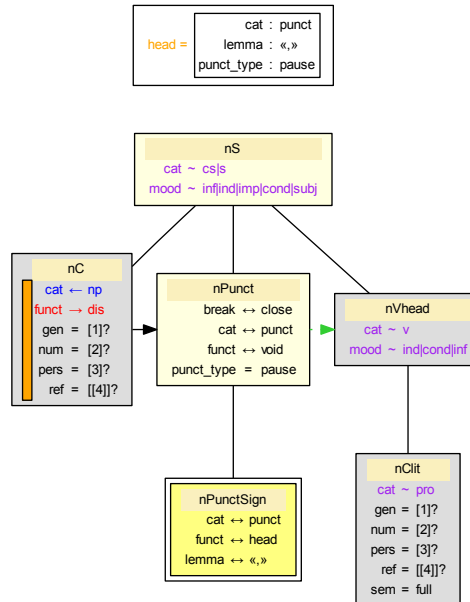 head =
cat : punct
lemma : «,»
punct_type : pause
nS
cat ~ cs|s
mood ~ inf|ind|imp|cond|subj
nC
cat ← np
funct → dis
gen = [1]?
num = [2]?
pers = [3]?
ref = [[4]]?
nPunct
break ↔ close
cat ↔ punct
funct ↔ void
punct_type = pause
nVhead
cat ~ v
mood ~ ind|cond|inf
nPunctSign
cat ↔ punct
funct ↔ head
lemma ↔ «,»
nClit
cat ~ pro
gen = [1]?
num = [2]?
pers = [3]?
ref = [[4]]?
sem = full